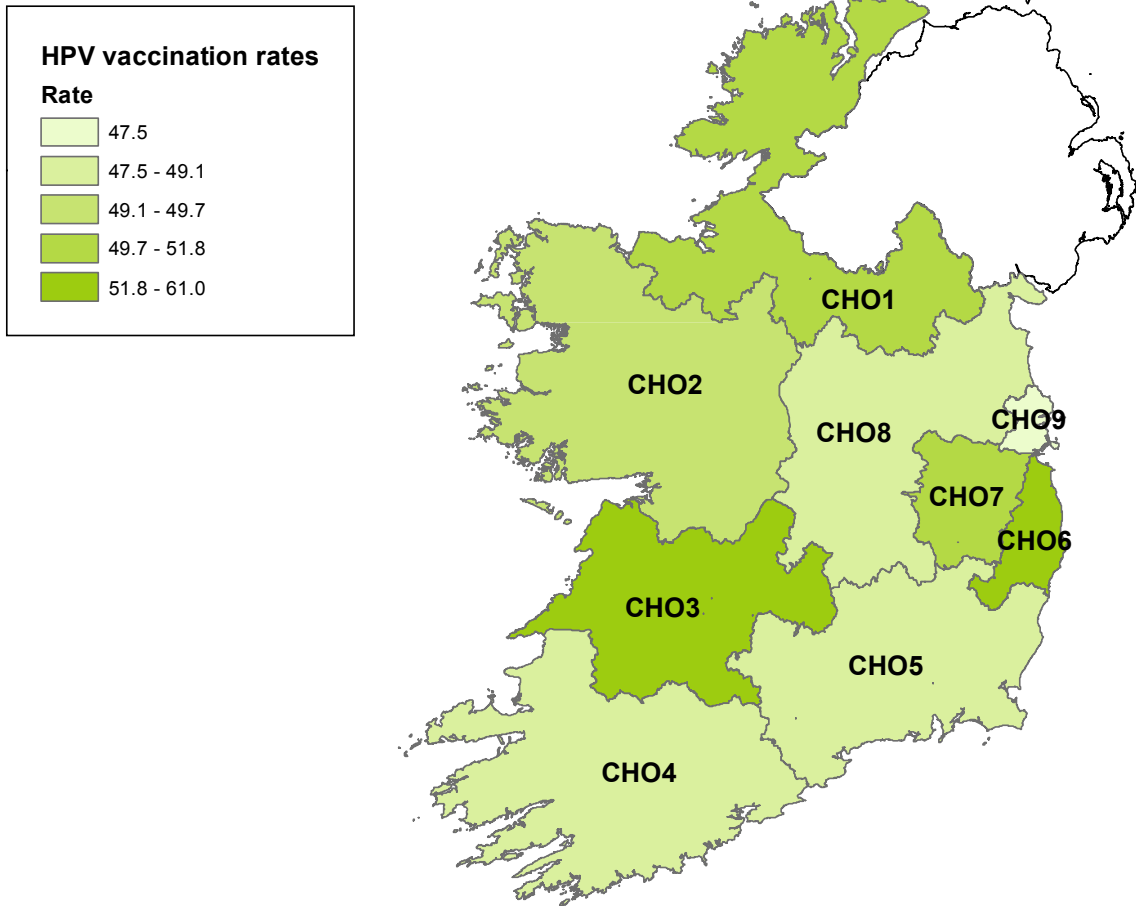 HPV vaccination rates
Rate
47.5
47.5 - 49.1
49.1 - 49.7
49.7 - 51.8
51.8 - 61.0
CHO1
CHO2
CHO9
CHO8
CHO7
CHO6
CHO3
CHO5
CHO4